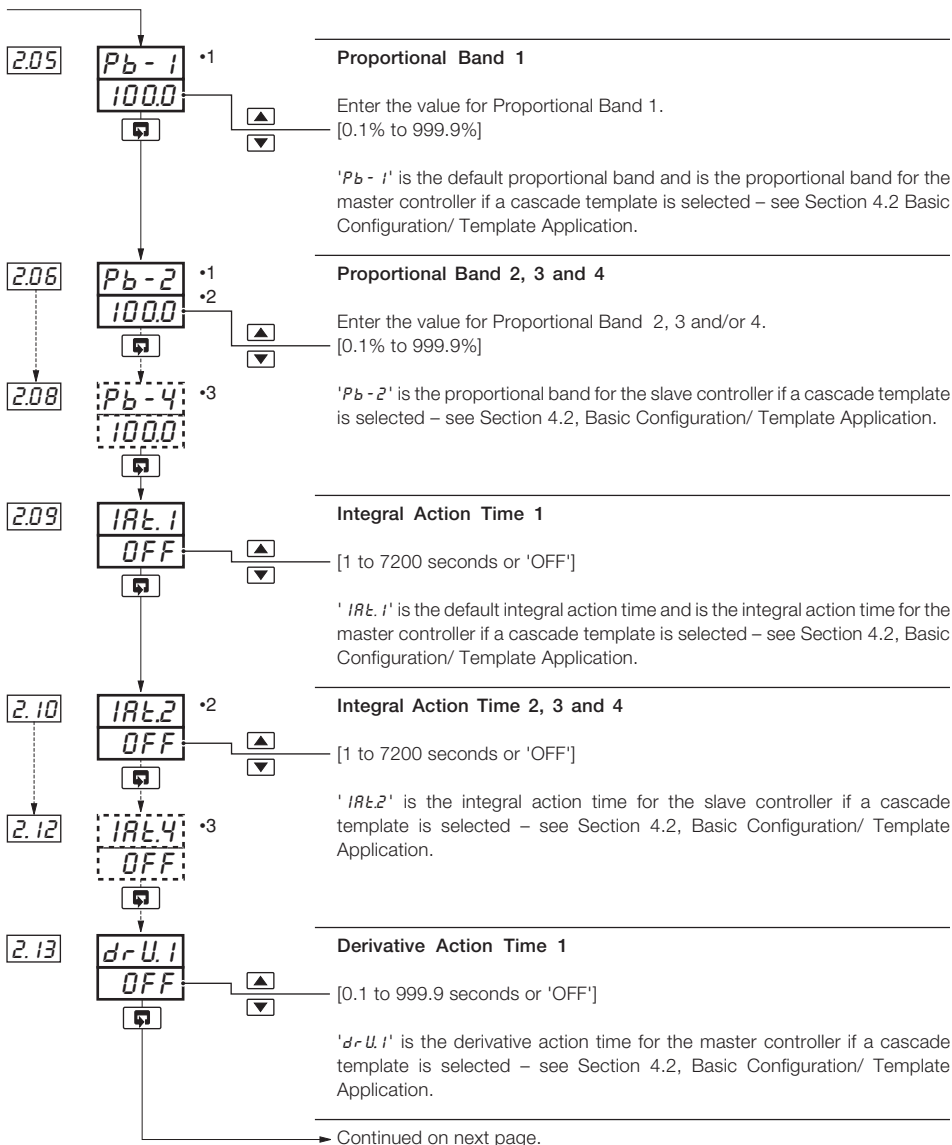 2.05
Pb-1 •1
100.0
Proportional Band 1
Enter the value for Proportional Band 1.
[0.1% to 999.9%]
'Pb-1' is the default proportional band and is the proportional band for the
master controller if a cascade template is selected – see Section 4.2 Basic
Configuration/ Template Application.
2.06
Pb-2 •1
100.0 •2
Proportional Band 2, 3 and 4
Enter the value for Proportional Band 2, 3 and/or 4.
[0.1% to 999.9%]
2.08
Pb-4 •3
100.0
'Pb-2' is the proportional band for the slave controller if a cascade template
is selected – see Section 4.2, Basic Configuration/ Template Application.
2.09
IAt.1
OFF
Integral Action Time 1
[1 to 7200 seconds or 'OFF']
'IAt.1' is the default integral action time and is the integral action time for the
master controller if a cascade template is selected – see Section 4.2, Basic
Configuration/ Template Application.
2.10
IAt.2 •2
OFF
Integral Action Time 2, 3 and 4
[1 to 7200 seconds or 'OFF']
2.12
IAt.4 •3
OFF
'IAt.2' is the integral action time for the slave controller if a cascade
template is selected – see Section 4.2, Basic Configuration/ Template
Application.
2.13
drV.1
OFF
Derivative Action Time 1
[0.1 to 999.9 seconds or 'OFF']
'drV.1' is the derivative action time for the master controller if a cascade
template is selected – see Section 4.2, Basic Configuration/ Template
Application.
Continued on next page.